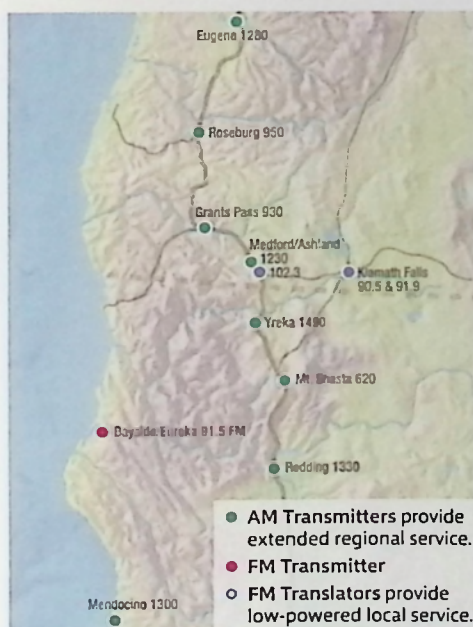 Eugene 1280
Roseburg 950
Grants Pass 930
Medford/Ashland
1230
102.3
Klamath Falls
90.5 & 91.9
Yreka 1490
Mt. Shasta 620
Bayside/Eureka 91.5 FM
Redding 1330
AM Transmitters provide
extended regional service.
FM Transmitter
FM Translators provide
low-powered local service.
Mendocino 1300